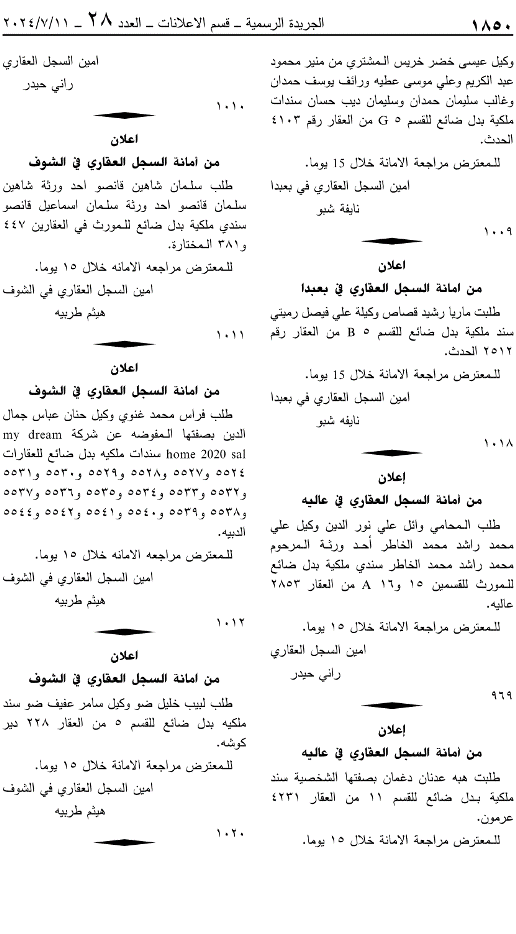 ١٨٥٠
الجريدة الرسمية ــ قسم الاعلانات ــ العدد ٢٨ ــ ٢٠٢٤/٧/١١
وكيل عيسى خضر خريس المشتري من منير محمود
عبد الكريم وعلي موسى عطيه ورائف يوسف حمدان
وغالب سليمان حمدان وسليمان ديب حسان سندات
ملكية بدل ضائع للقسم ٥ G من العقار رقم ٤١٠٣
الحدث.
للمعترض مراجعة الامانة خلال 15 يوما.
امين السجل العقاري في بعبدا
نايفة شبو
١٠٠٩
اعلان
من امانة السجل العقاري في بعبدا
طلبت ماريا رشيد قصاص وكيلة علي فيصل رميتي
سند ملكية بدل ضائع للقسم ٥ B من العقار رقم
٢٥١٢ الحدث.
للمعترض مراجعة الامانة خلال 15 يوما.
امين السجل العقاري في بعبدا
نايفه شبو
١٠١٨
إعلان
من أمانة السجل العقاري في عاليه
طلب المحامي وائل علي نور الدين وكيل علي
محمد راشد محمد الخاطر أحد ورثة المرحوم
محمد راشد محمد الخاطر سندي ملكية بدل ضائع
للمورث للقسمين ١٥ و١٦ A من العقار ٢٨٥٣
عاليه.
للمعترض مراجعة الامانة خلال ١٥ يوما.
امين السجل العقاري
راني حيدر
٩٦٩
إعلان
من أمانة السجل العقاري في عاليه
طلبت هبه عدنان دغمان بصفتها الشخصية سند
ملكية بدل ضائع للقسم ١١ من العقار ٤٢٣١
عرمون.
للمعترض مراجعة الامانة خلال ١٥ يوما.
امين السجل العقاري
راني حيدر
١٠١٠
اعلان
من أمانة السجل العقاري في الشوف
طلب سلمان شاهين قانصو احد ورثة شاهين
سلمان قانصو احد ورثة سلمان اسماعيل قانصو
سندي ملكية بدل ضائع للمورث في العقارين ٤٤٧
و٣٨١ المختارة.
للمعترض مراجعه الامانه خلال ١٥ يوما.
امين السجل العقاري في الشوف
هيثم طربيه
١٠١١
اعلان
من امانة السجل العقاري في الشوف
طلب فراس محمد غنوي وكيل حنان عباس جمال
الدين بصفتها المفوضه عن شركة my dream
home 2020 sal سندات ملكيه بدل ضائع للعقارات
٥٥٢٤ و٥٥٢٧ و٥٥٢٨ و٥٥٢٩ و٥٥٣٠ و٥٥٣١
و٥٥٣٢ و٥٥٣٣ و٥٥٣٤ و٥٥٣٥ و٥٥٣٦ و٥٥٣٧
و٥٥٣٨ و٥٥٣٩ و٥٥٤٠ و٥٥٤١ و٥٥٤٢ و٥٥٤٤
الدبيه.
للمعترض مراجعة الامانه خلال ١٥ يوما.
امين السجل العقاري في الشوف
هيثم طربيه
١٠١٢
اعلان
من امانة السجل العقاري في الشوف
طلب لبيب خليل ضو وكيل سامر عفيف ضو سند
ملكيه بدل ضائع للقسم ٥ من العقار ٢٢٨ دير
كوشه.
للمعترض مراجعة الامانة خلال ١٥ يوما.
امين السجل العقاري في الشوف
هيثم طربيه
١٠٢٠